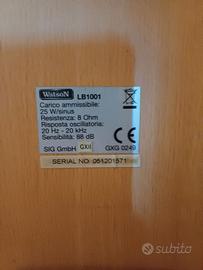 WatsoN LB1001
Carico ammissibile:
25 W/sinus
Resistenza: 8 Ohm
Risposta oscillatoria:
20 Hz - 20 kHz
Sensibilità: 88 dB
SIG GmbH GXII GXG 0249
CE
SERIAL NO. 051201571
subito